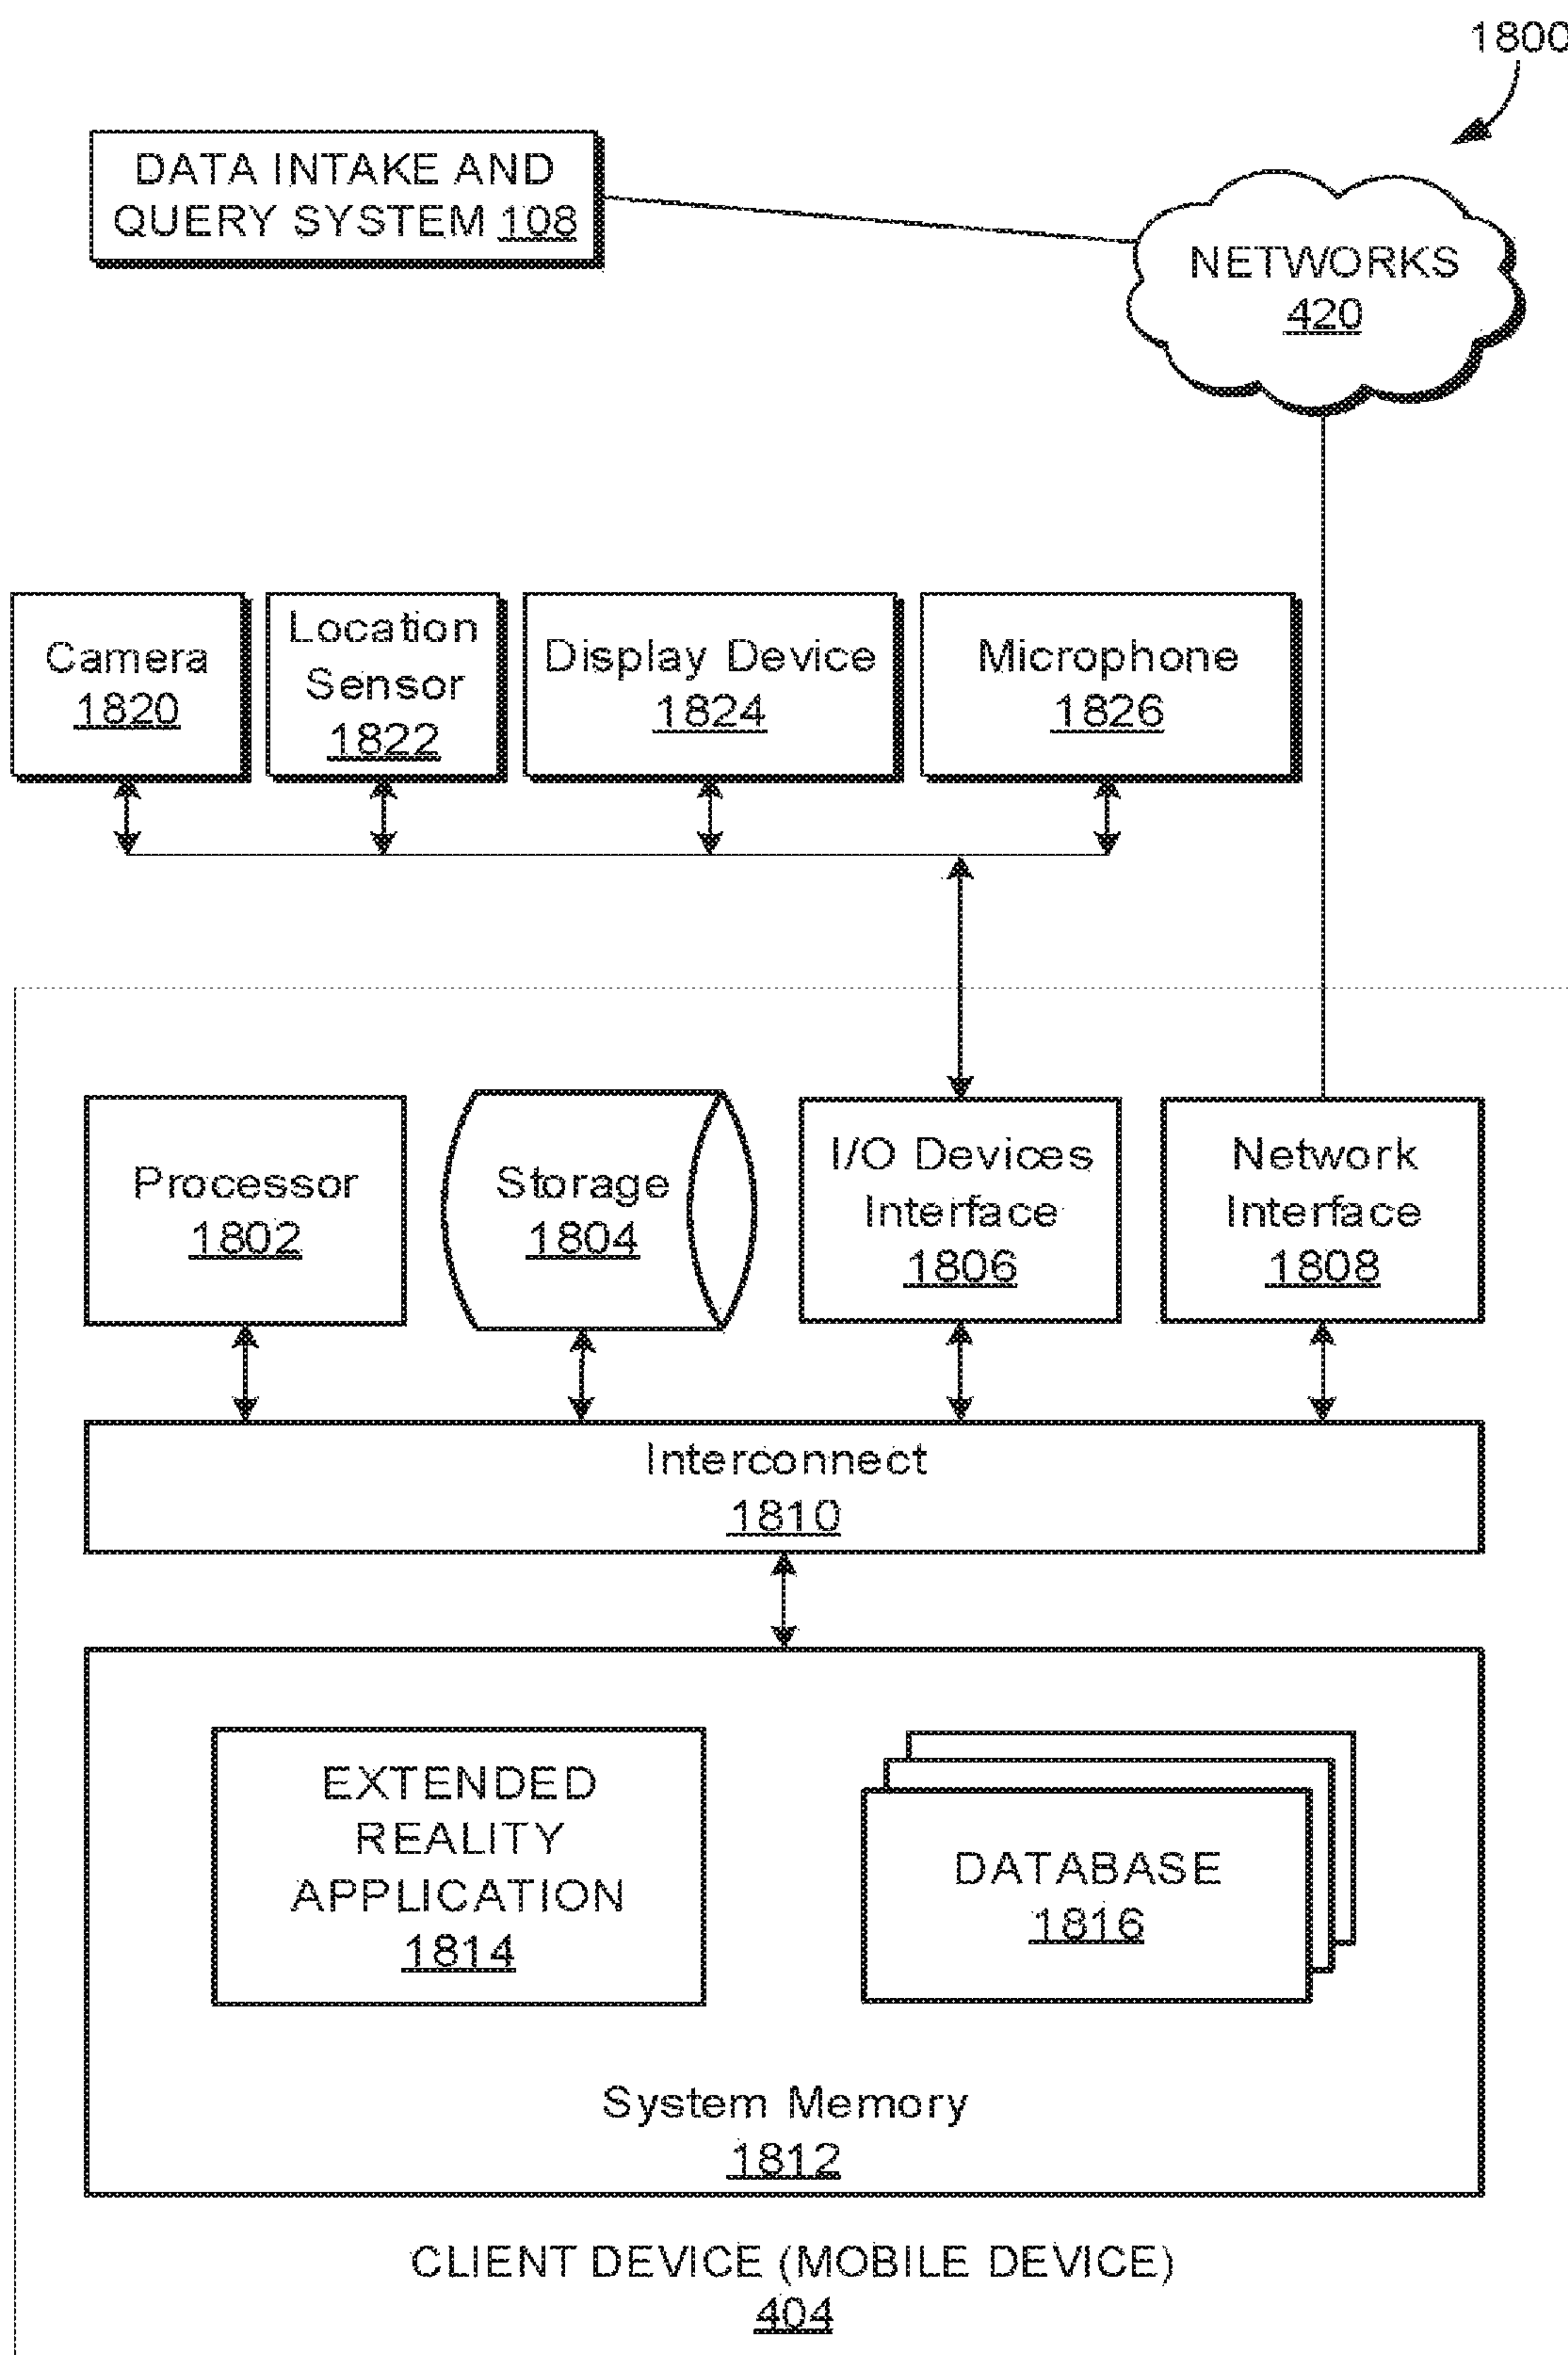 1800
DATA INTAKE AND
QUERY SYSTEM 108
NETWORKS
420
Camera
1820
Location
Sensor
1822
Display Device
1824
Microphone
1826
Processor
1802
Storage
1804
I/O Devices
Interface
1806
Network
Interface
1808
Interconnect
1810
EXTENDED
REALITY
APPLICATION
1814
DATABASE
1816
System Memory
1812
CLIENT DEVICE (MOBILE DEVICE)
404